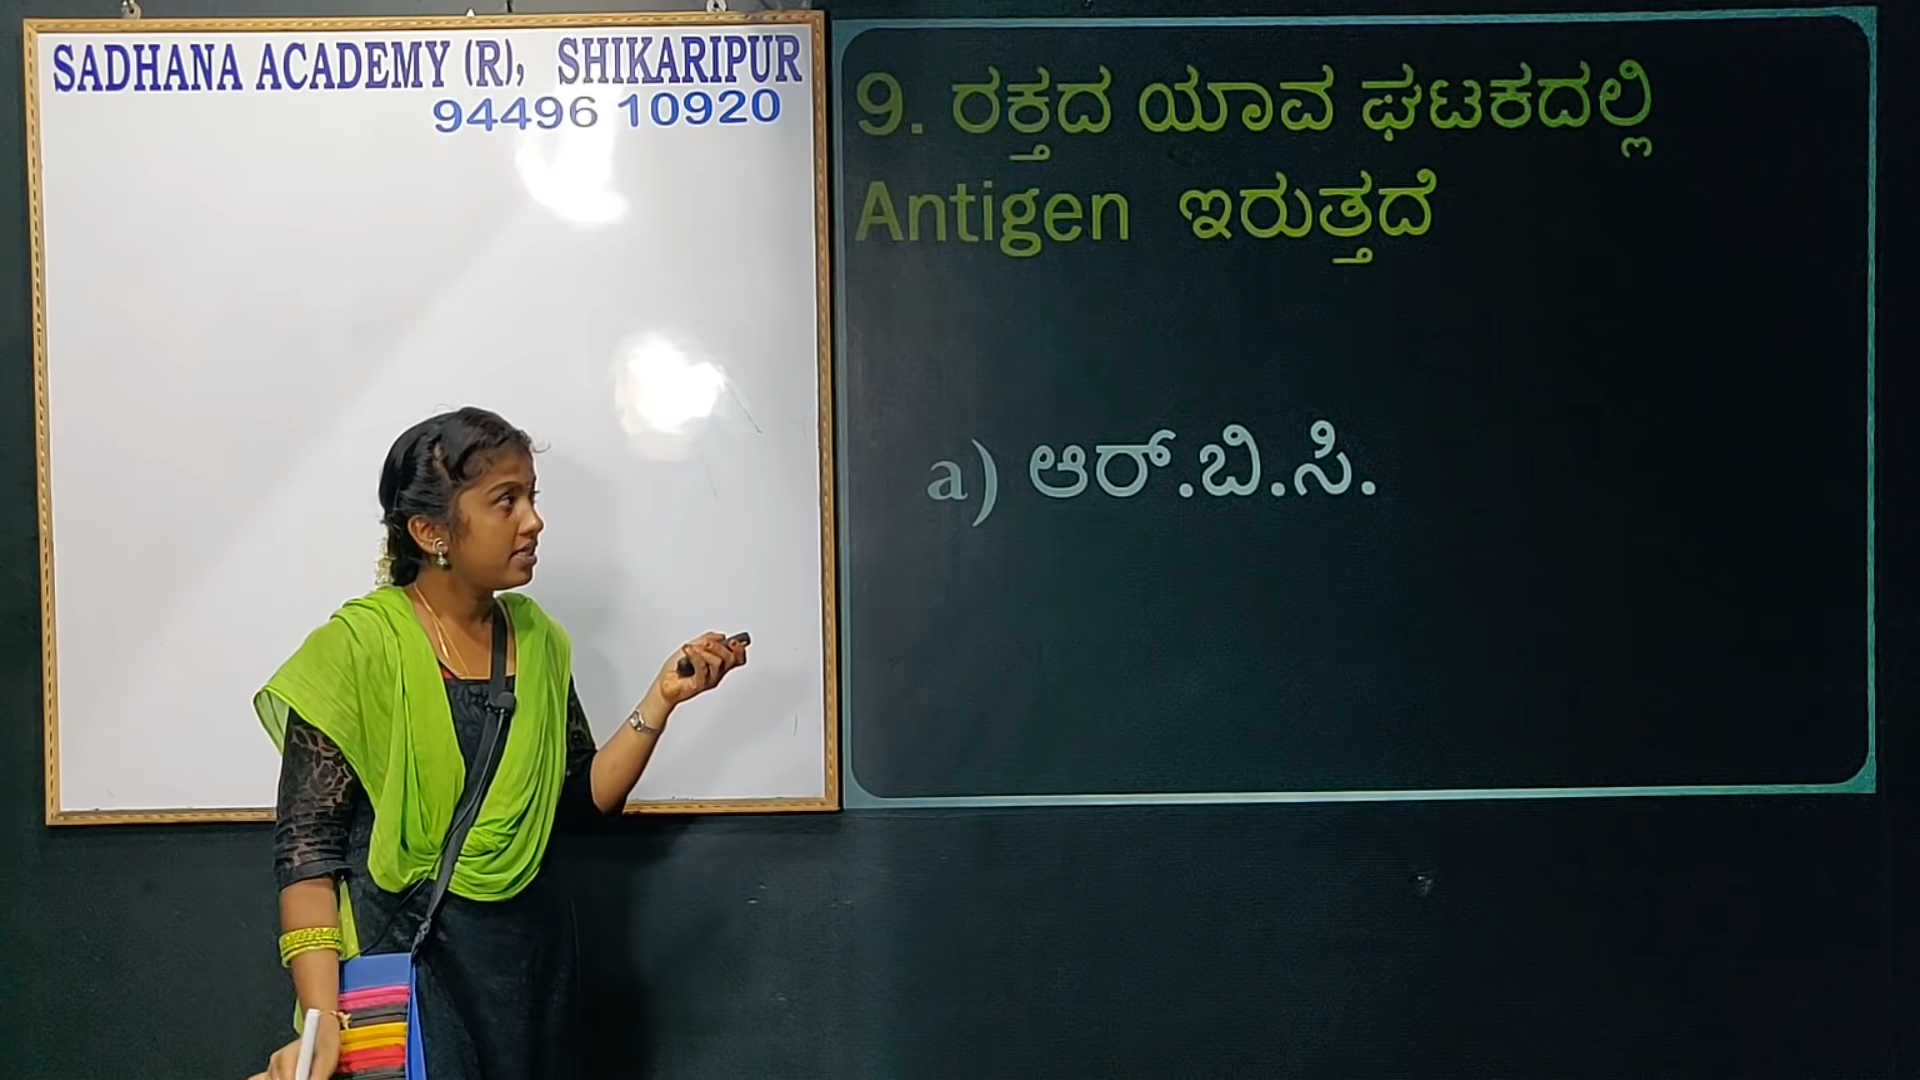 SADHANA ACADEMY (R), SHIKARIPUR
94496 10920
9. ರಕ್ತದ ಯಾವ ಘಟಕದಲ್ಲಿ
Antigen ಇರುತ್ತದೆ
a) ಆರ್.ಬಿ.ಸಿ.